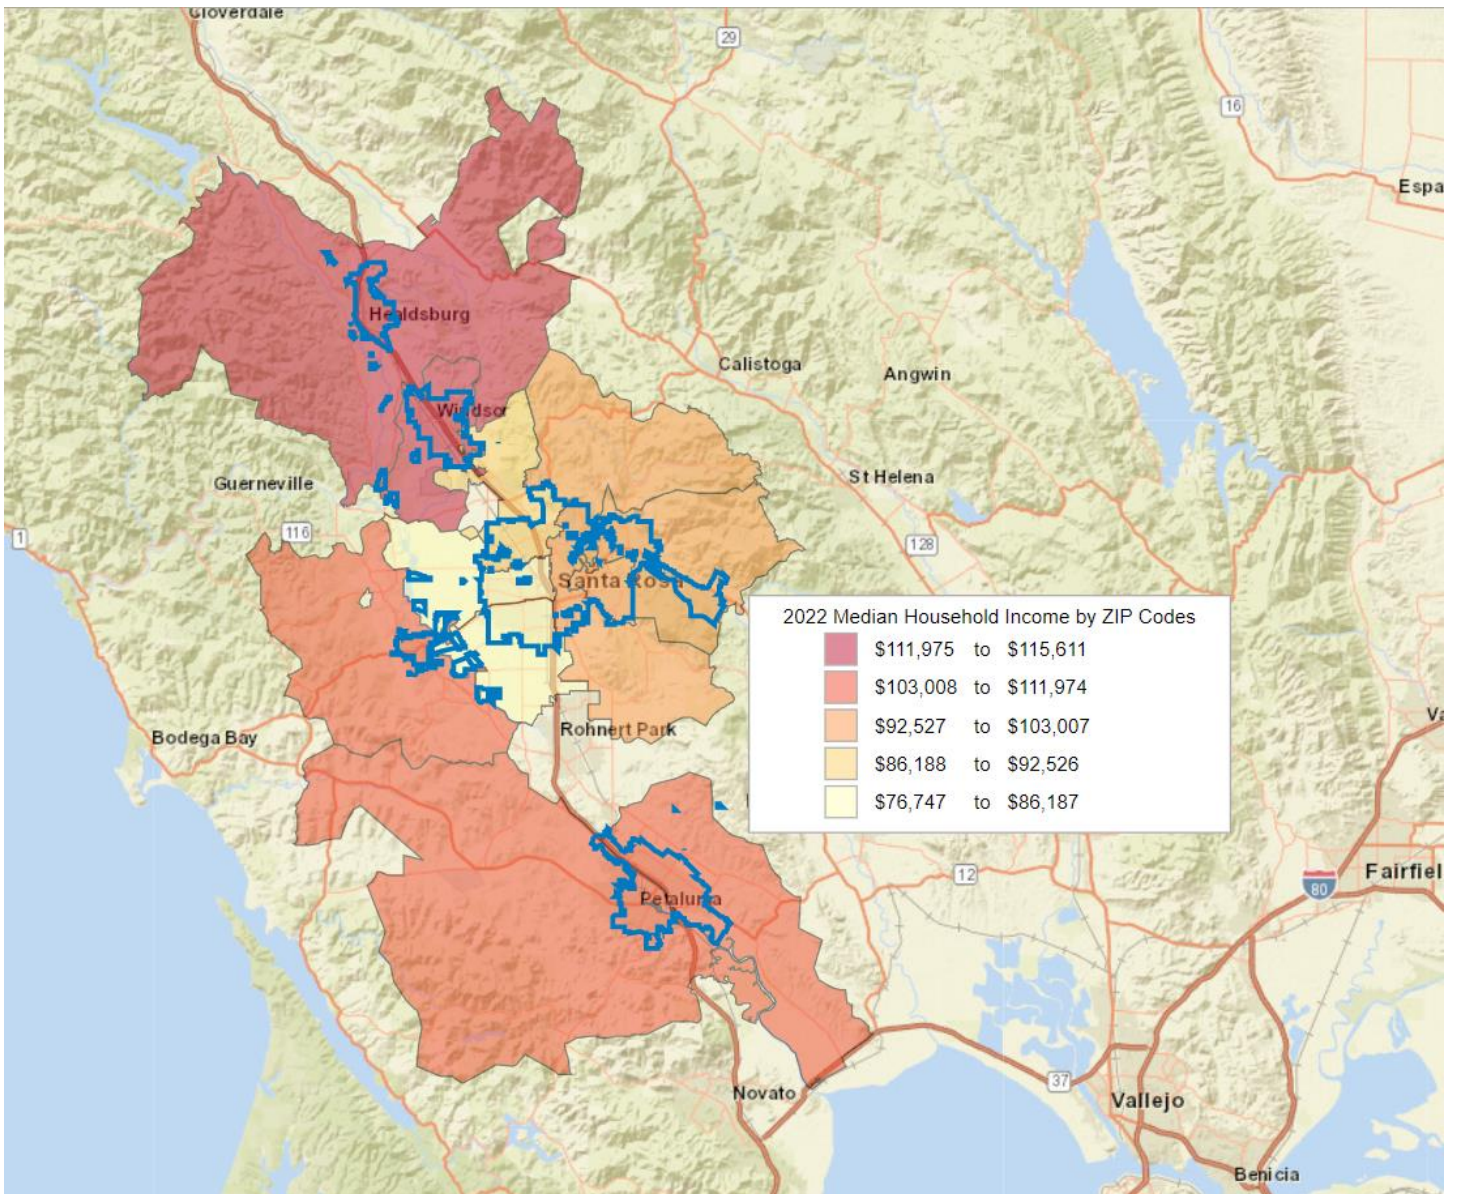 Cloverdale
29
16
Espa
Healdsburg
Calistoga
Angwin
Windsor
Guerneville
St Helena
116
1
128
Santa Rosa
2022 Median Household Income by ZIP Codes
$111,975 to $115,611
$103,008 to $111,974
$92,527 to $103,007
$86,188 to $92,526
$76,747 to $86,187
Va
Rohnert Park
Bodega Bay
12
80
Fairfiel
Petaluma
37
Novato
Vallejo
Benicia